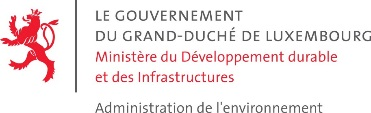 LE GOUVERNEMENT
DU GRAND-DUCHÉ DE LUXEMBOURG
Ministère du Développement durable
et des Infrastructures
Administration de l'environnement